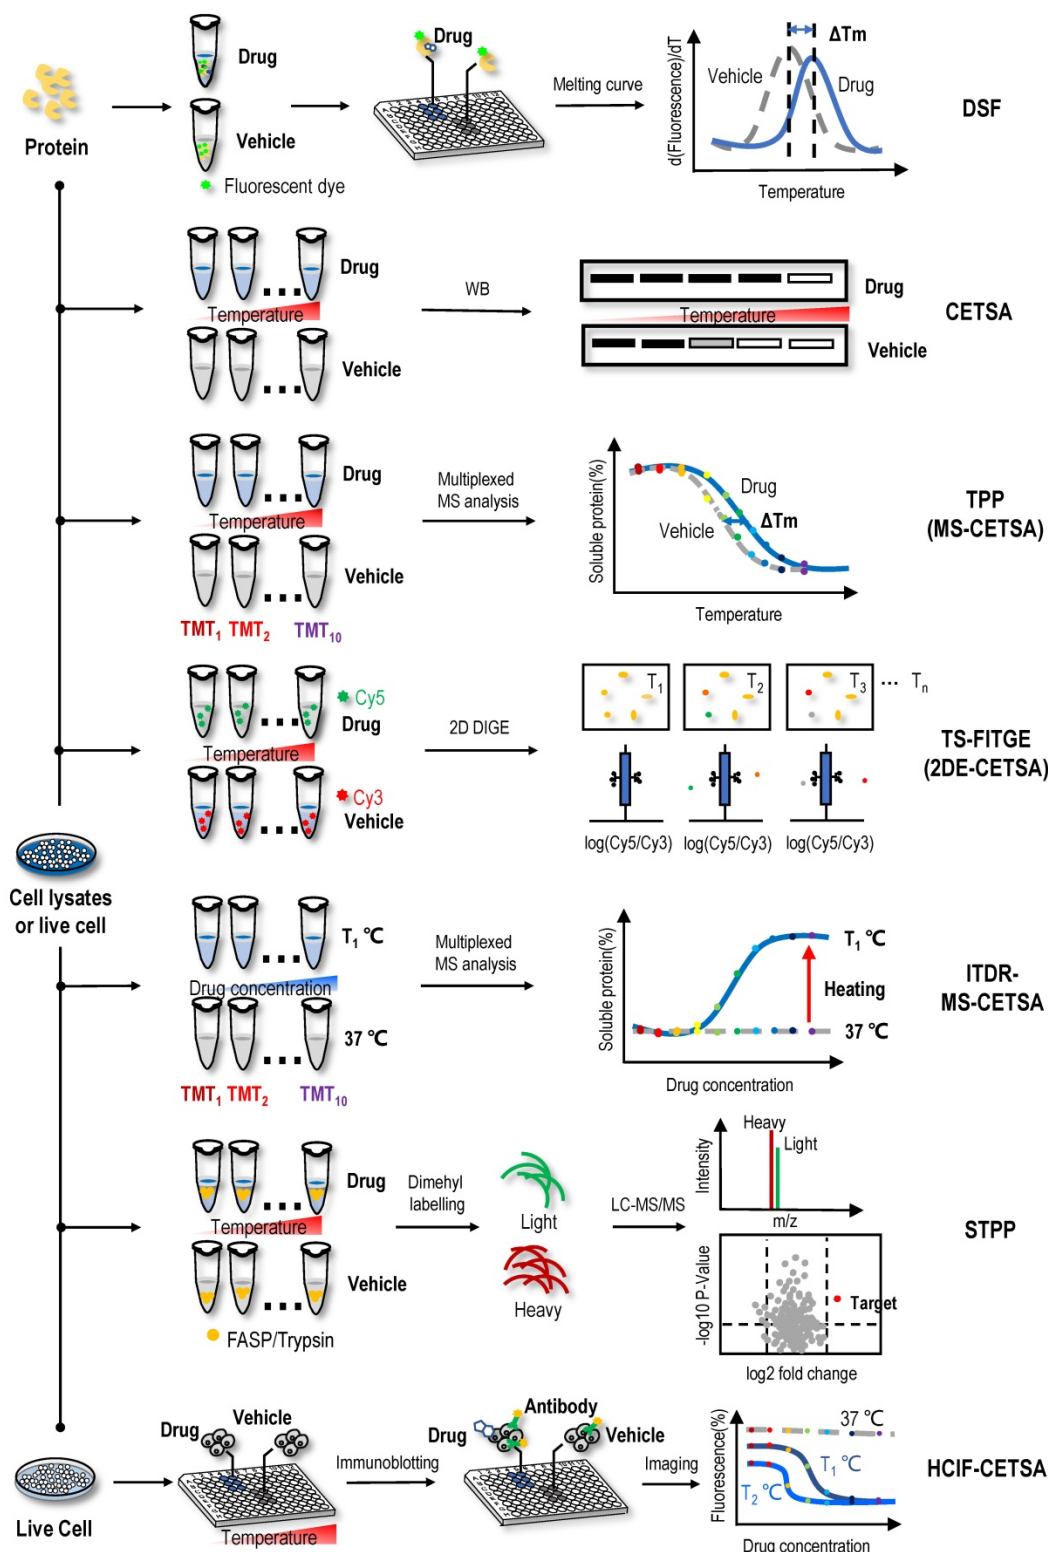 Protein
Drug
Vehicle
Fluorescent dye
Drug
Melting curve
d(Fluorescence)/dT
ΔTm
Vehicle
Drug
Temperature
DSF
Drug
Temperature
Vehicle
WB
Drug
Temperature
Vehicle
CETSA
Drug
Temperature
Vehicle
TMT1 TMT2 TMT10
Multiplexed
MS analysis
Soluble protein(%)
Drug
Vehicle
ΔTm
Temperature
TPP
(MS-CETSA)
Cy5
Drug
Temperature
Cy3
Vehicle
2D DIGE
T1 T2 T3 ... Tn
log(Cy5/Cy3) log(Cy5/Cy3) log(Cy5/Cy3)
TS-FITGE
(2DE-CETSA)
Cell lysates
or live cell
T1 ℃
Drug concentration
37 ℃
TMT1 TMT2 TMT10
Multiplexed
MS analysis
Soluble protein(%)
T1 ℃
Heating
37 ℃
Drug concentration
ITDR-
MS-CETSA
Drug
Temperature
Vehicle
FASP/Trypsin
Dimehyl
labelling
Light
Heavy
LC-MS/MS
Intensity
Heavy
Light
m/z
-log10 P-Value
Target
log2 fold change
STPP
Live Cell
Drug
Vehicle
Temperature
Immunoblotting
Antibody
Drug
Vehicle
Imaging
Fluorescence(%)
37 ℃
T1 ℃
T2 ℃
Drug concentration
HCIF-CETSA